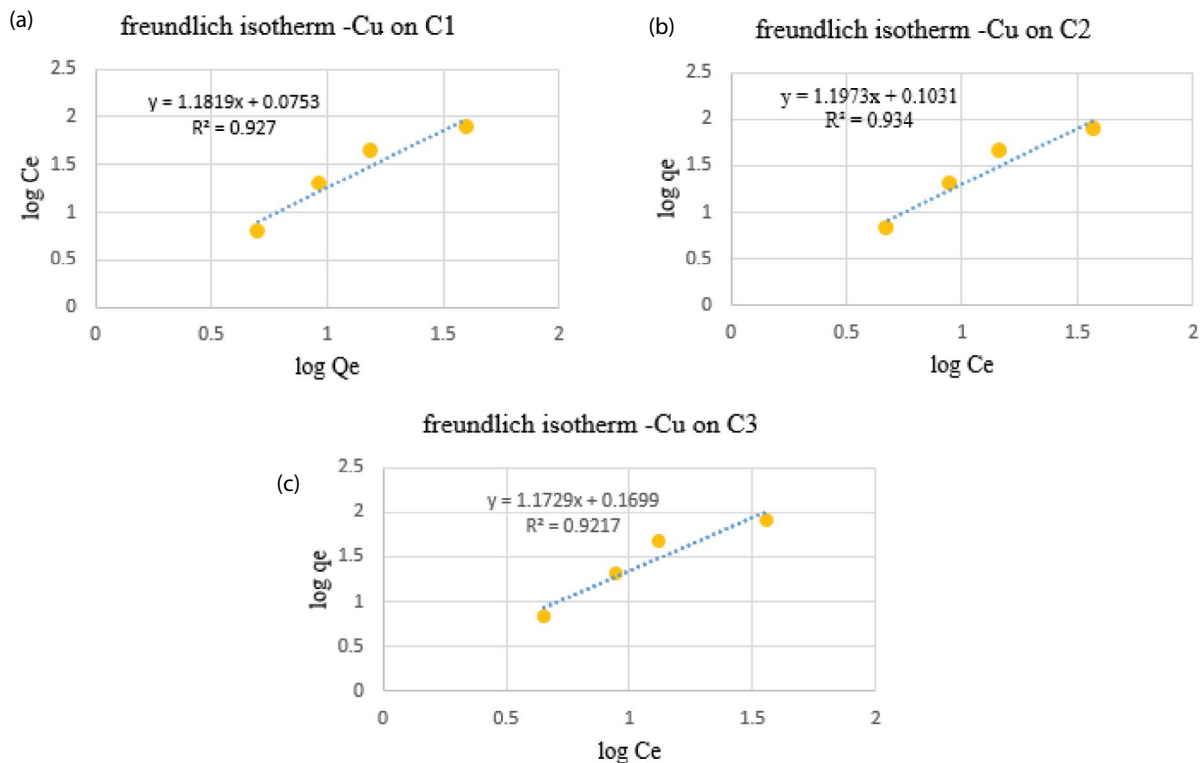 (a)
freundlich isotherm -Cu on C1
2.5
y = 1.1819x + 0.0753
R² = 0.927
2
1.5
1
0.5
0
0
0.5
1
1.5
2
log Ce
log Qe
(b)
freundlich isotherm -Cu on C2
2.5
y = 1.1973x + 0.1031
R² = 0.934
2
1.5
1
0.5
0
0
0.5
1
1.5
2
log qe
log Ce
(c)
freundlich isotherm -Cu on C3
2.5
y = 1.1729x + 0.1699
R² = 0.9217
2
1.5
1
0.5
0
0
0.5
1
1.5
2
log qe
log Ce